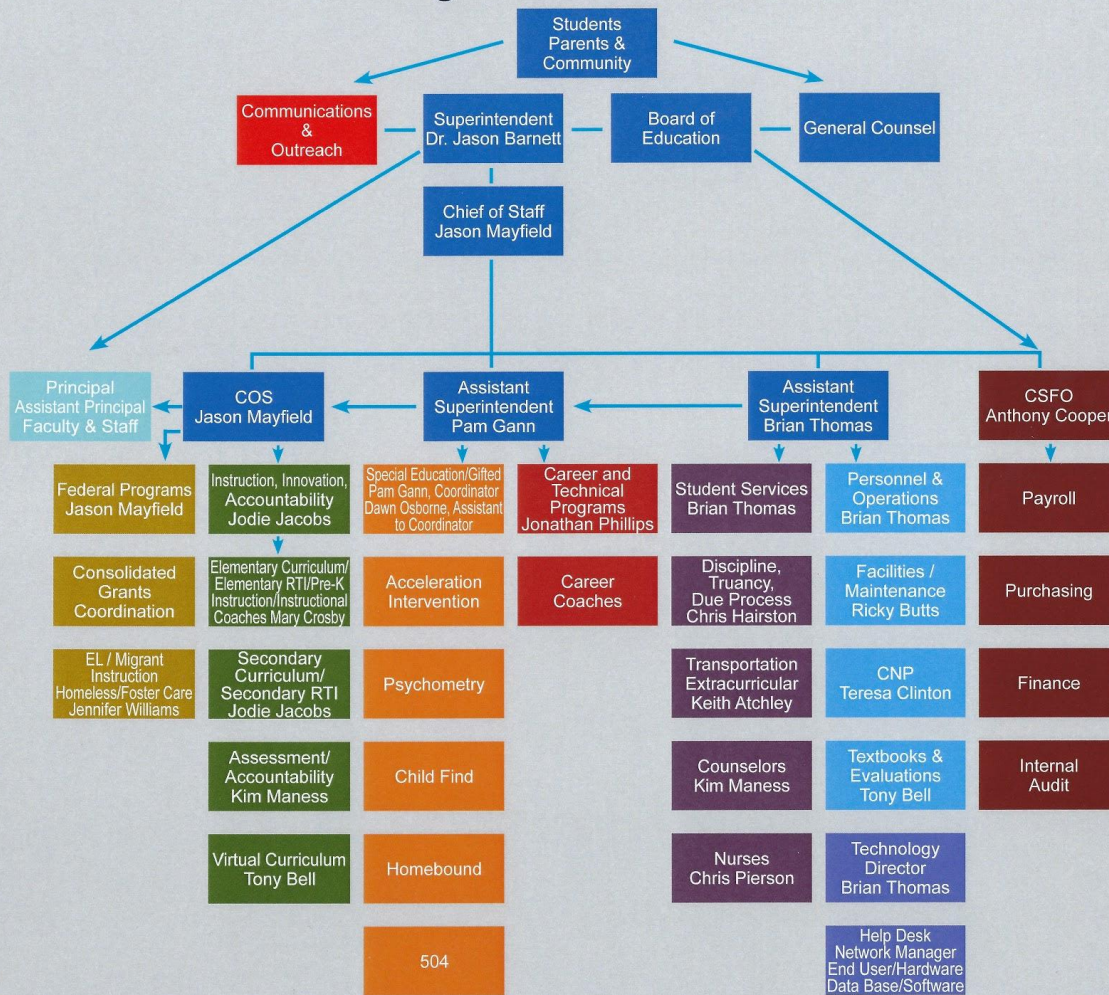 Students
Parents &
Community
Communications
&
Outreach
Superintendent
Dr. Jason Barnett
Board of
Education
General Counsel
Chief of Staff
Jason Mayfield
Principal
Assistant Principal
Faculty & Staff
COS
Jason Mayfield
Assistant
Superintendent
Pam Gann
Assistant
Superintendent
Brian Thomas
CSFO
Anthony Cooper
Federal Programs
Jason Mayfield
Instruction, Innovation,
Accountability
Jodie Jacobs
Special Education/Gifted
Pam Gann, Coordinator
Dawn Osborne, Assistant
to Coordinator
Career and
Technical
Programs
Jonathan Phillips
Student Services
Brian Thomas
Personnel &
Operations
Brian Thomas
Payroll
Consolidated
Grants
Coordination
Elementary Curriculum/
Elementary RTI/Pre-K
Instruction/Instructional
Coaches Mary Crosby
Acceleration
Intervention
Career
Coaches
Discipline,
Truancy,
Due Process
Chris Hairston
Facilities /
Maintenance
Ricky Butts
Purchasing
EL / Migrant
Instruction
Homeless/Foster Care
Jennifer Williams
Secondary
Curriculum/
Secondary RTI
Jodie Jacobs
Psychometry
Transportation
Extracurricular
Keith Atchley
CNP
Teresa Clinton
Finance
Assessment/
Accountability
Kim Maness
Child Find
Counselors
Kim Maness
Textbooks &
Evaluations
Tony Bell
Internal
Audit
Virtual Curriculum
Tony Bell
Homebound
Nurses
Chris Pierson
Technology
Director
Brian Thomas
504
Help Desk
Network Manager
End User/Hardware
Data Base/Software